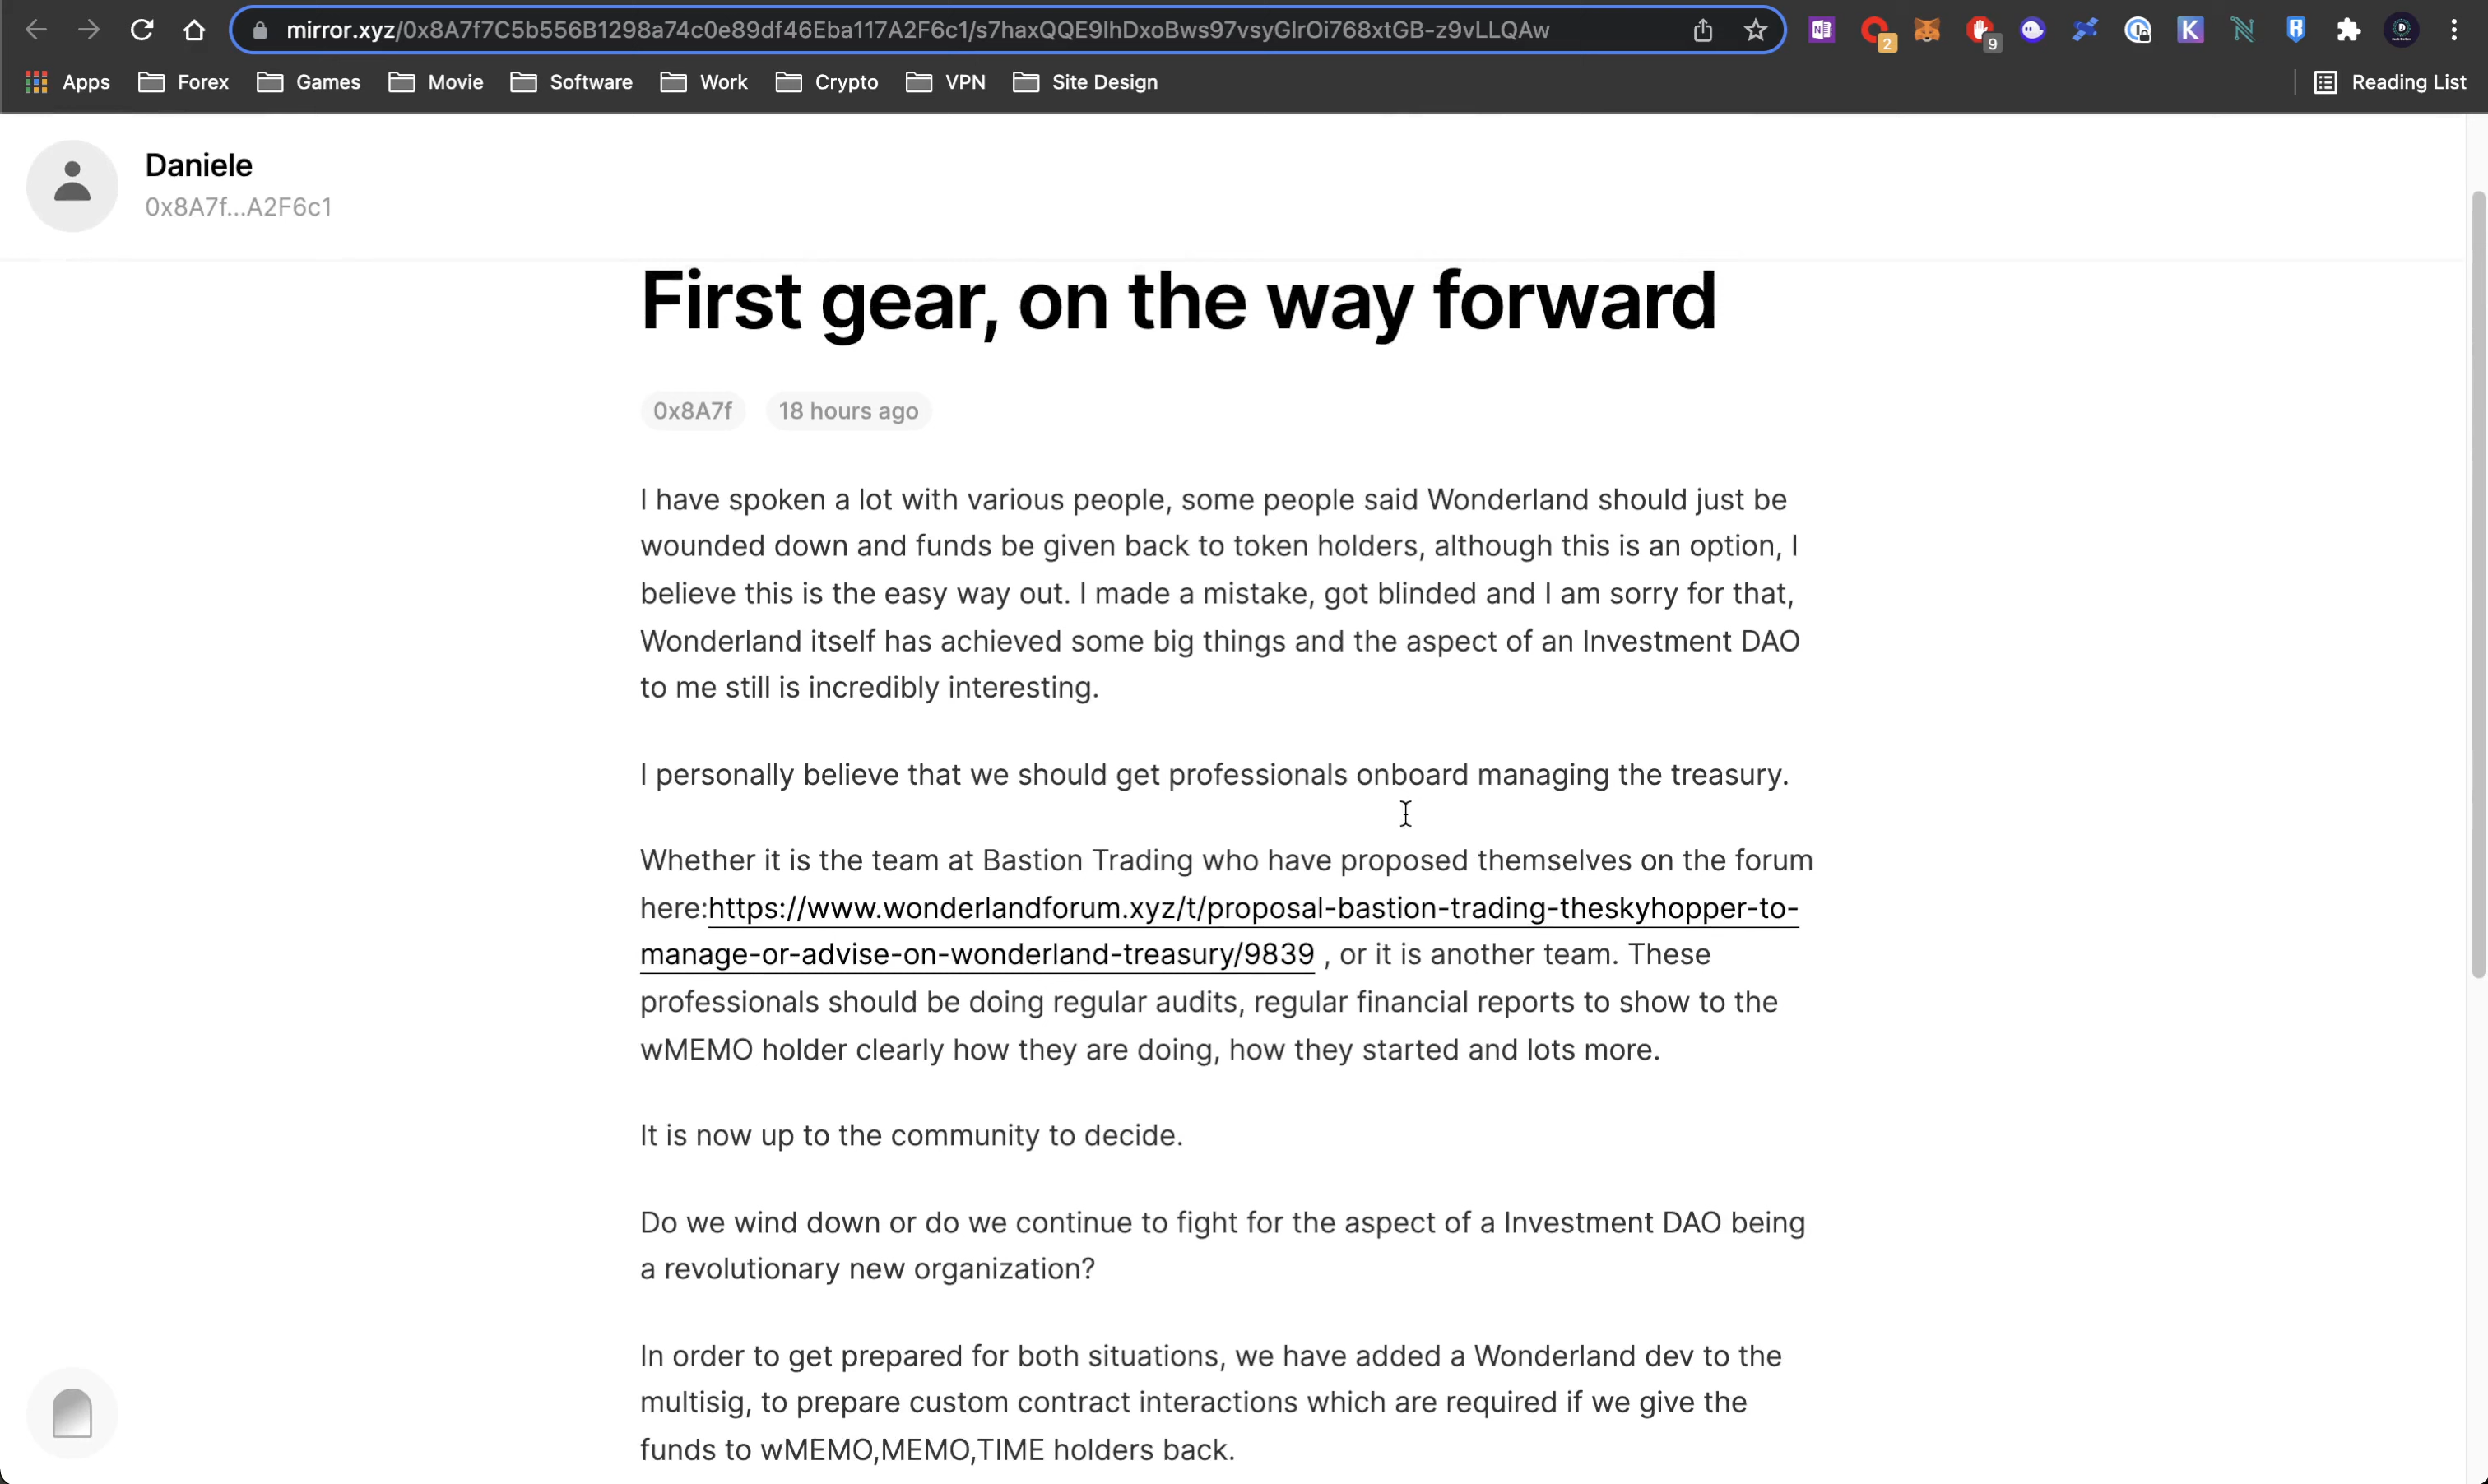 mirror.xyz/0x8A7f7C5b556B1298a74c0e89df46Eba117A2F6c1/s7haxQQE9lhDxoBws97vsyGlrOi768xtGB-z9vLLQAw
2
9
Apps Forex Games Movie Software Work Crypto VPN Site Design Reading List
Daniele
0x8A7f...A2F6c1
First gear, on the way forward
0x8A7f 18 hours ago
I have spoken a lot with various people, some people said Wonderland should just be
wounded down and funds be given back to token holders, although this is an option, I
believe this is the easy way out. I made a mistake, got blinded and I am sorry for that,
Wonderland itself has achieved some big things and the aspect of an Investment DAO
to me still is incredibly interesting.
I personally believe that we should get professionals onboard managing the treasury.
Whether it is the team at Bastion Trading who have proposed themselves on the forum
here:https://www.wonderlandforum.xyz/t/proposal-bastion-trading-theskyhopper-to-
manage-or-advise-on-wonderland-treasury/9839 , or it is another team. These
professionals should be doing regular audits, regular financial reports to show to the
wMEMO holder clearly how they are doing, how they started and lots more.
It is now up to the community to decide.
Do we wind down or do we continue to fight for the aspect of a Investment DAO being
a revolutionary new organization?
In order to get prepared for both situations, we have added a Wonderland dev to the
multisig, to prepare custom contract interactions which are required if we give the
funds to wMEMO,MEMO,TIME holders back.